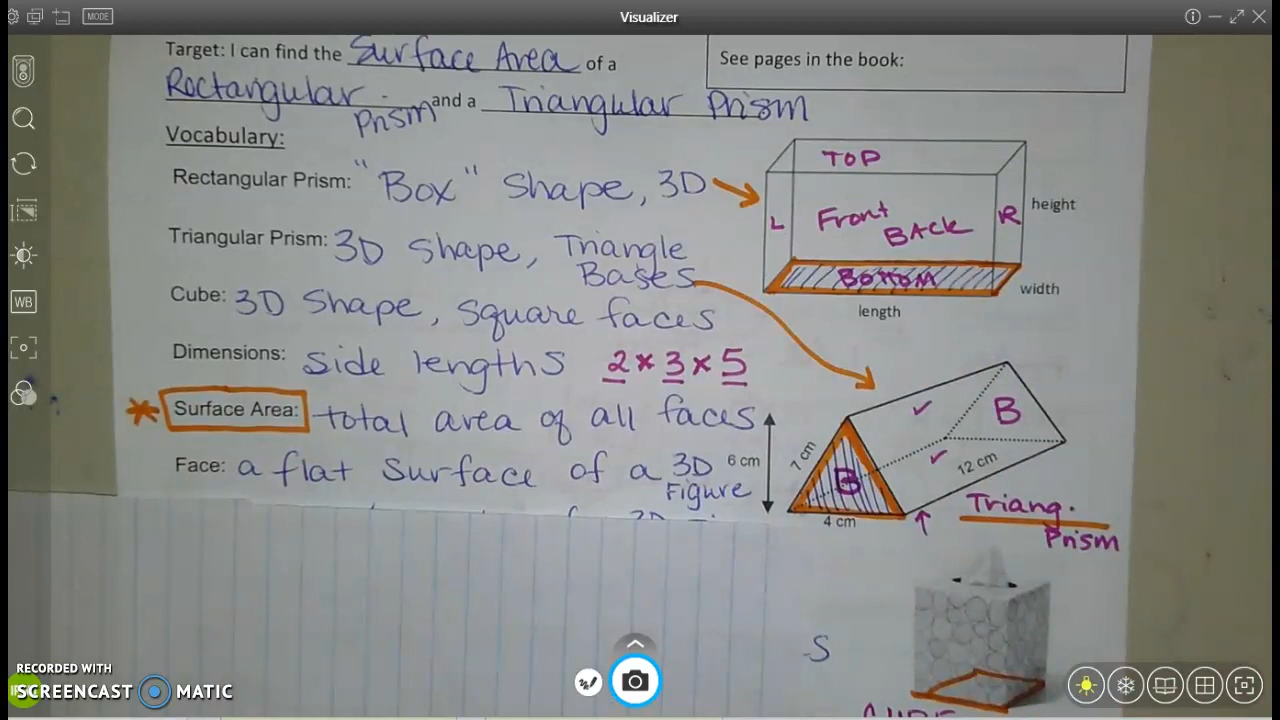 MODE
Visualizer
Target: I can find the Surface Area of a
Rectangular Prism and a Triangular Prism
See pages in the book:
Vocabulary:
Rectangular Prism: "Box" Shape, 3D
Triangular Prism: 3D Shape, Triangle
Bases
Cube: 3D Shape, square faces
Dimensions: side lengths 2 x 3 x 5
Surface Area: total area of all faces
Face: a flat surface of a 3D
Figure
TOP
L
Front
BACK
R
height
BOTTOM
width
length
B
7 cm
6 cm
B
12 cm
4 cm
Triang.
Prism
S
WB
RECORDED WITH
SCREENCAST MATIC